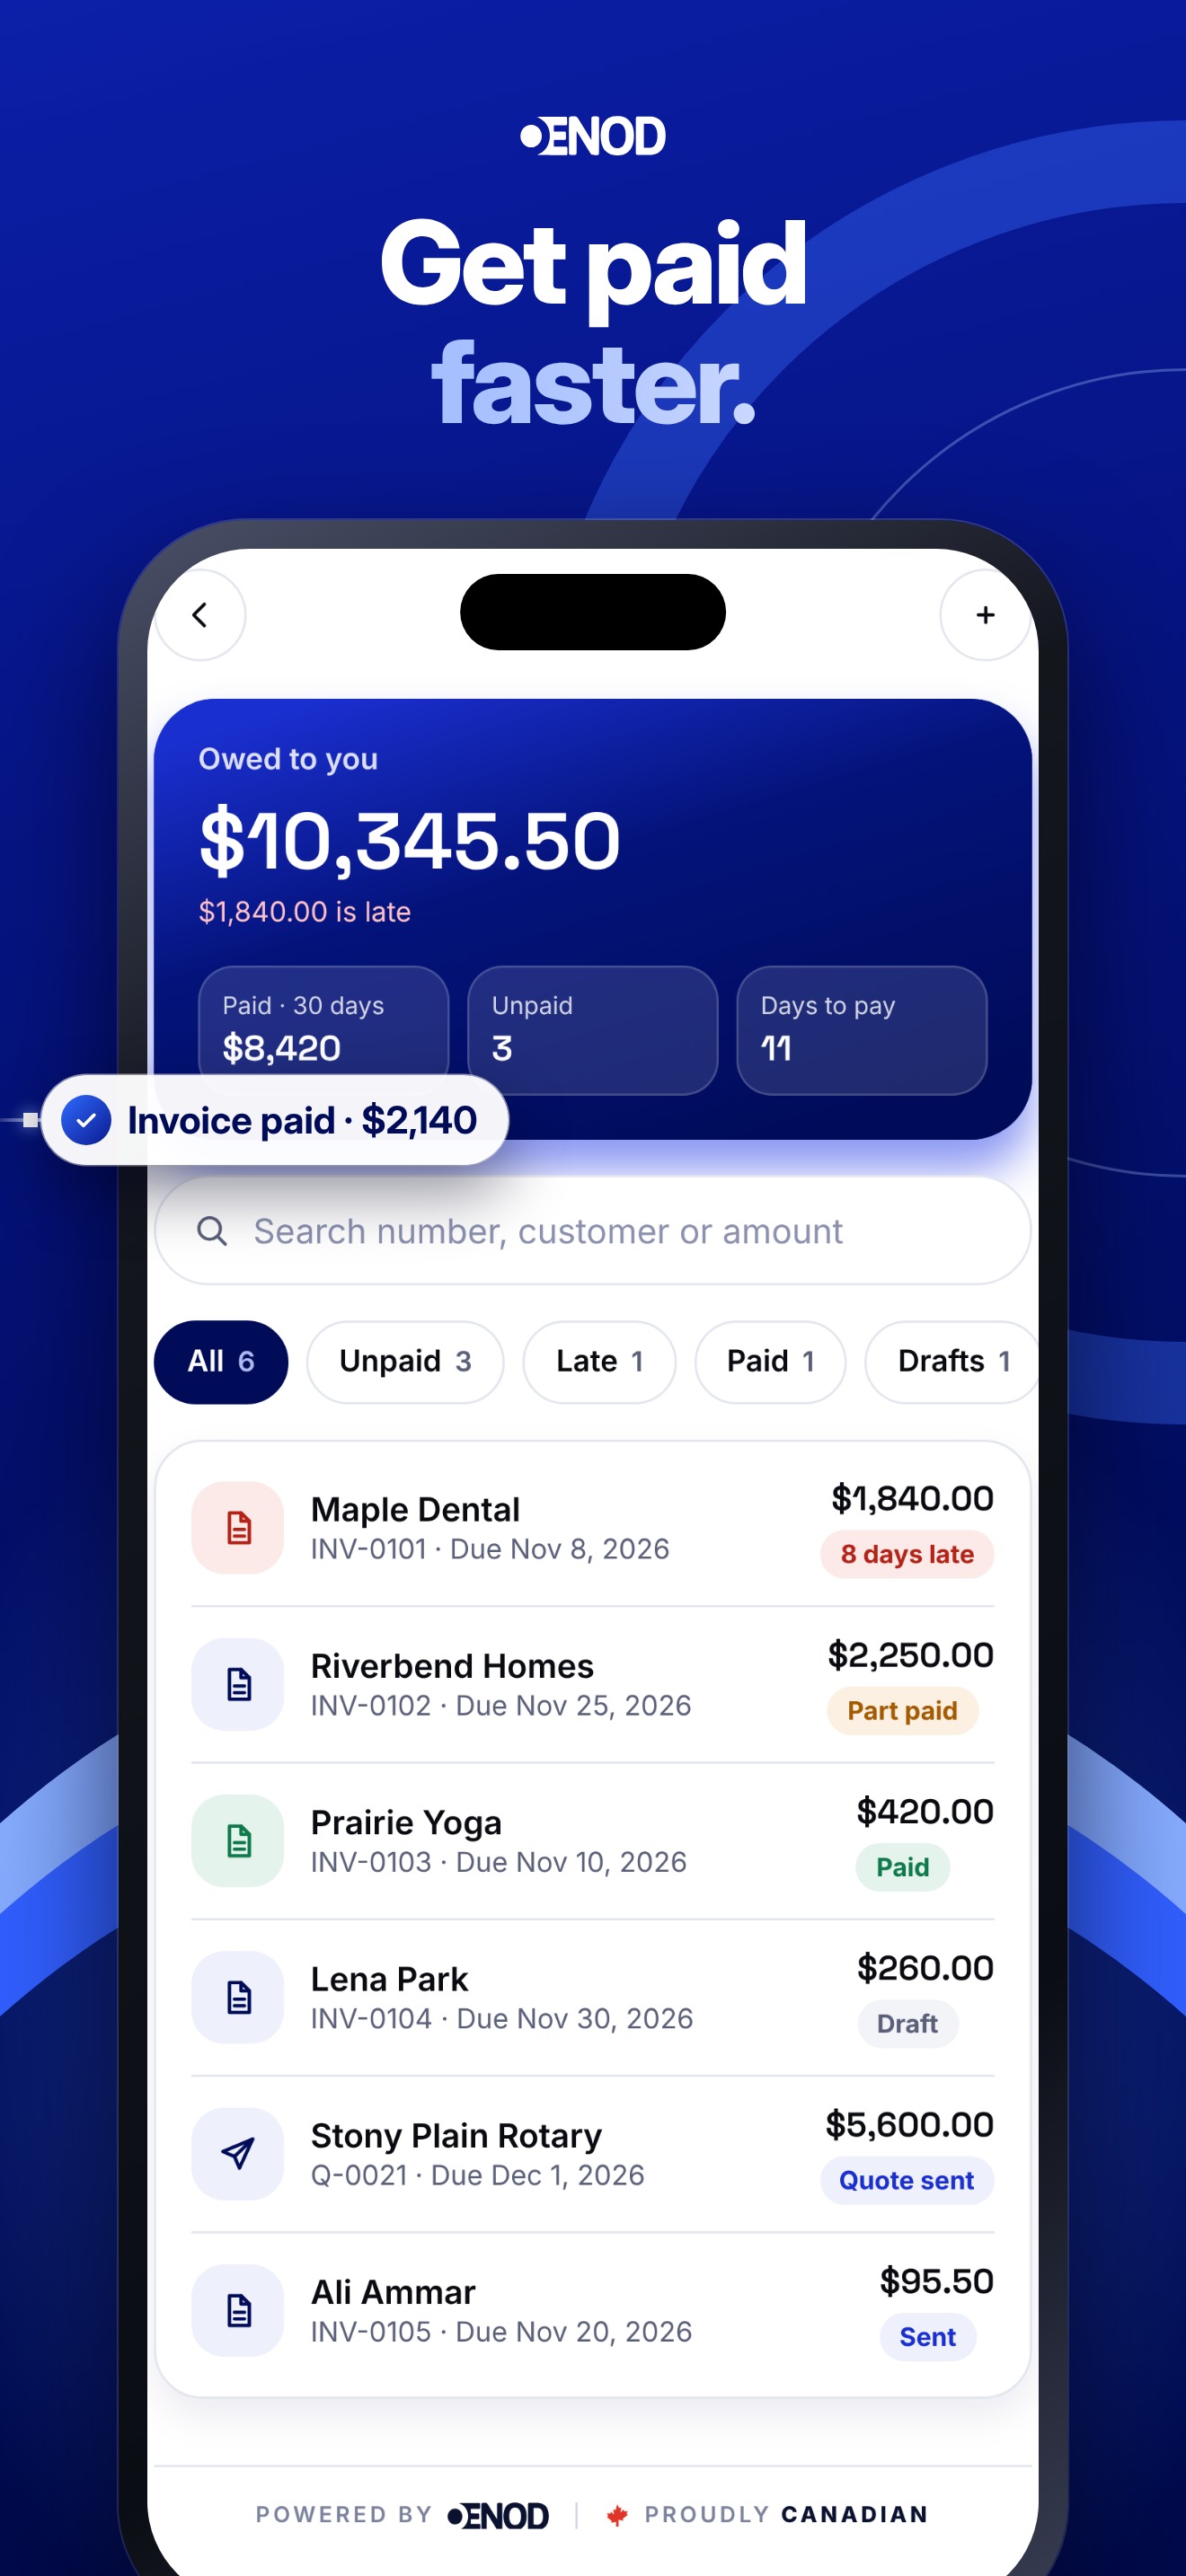 ENOD
Get paid
faster.
Owed to you
$10,345.50
$1,840.00 is late
Paid · 30 days
$8,420
Unpaid
3
Days to pay
11
Invoice paid · $2,140
Search number, customer or amount
All 6
Unpaid 3
Late 1
Paid 1
Drafts 1
Maple Dental
$1,840.00
INV-0101 · Due Nov 8, 2026
8 days late
Riverbend Homes
$2,250.00
INV-0102 · Due Nov 25, 2026
Part paid
Prairie Yoga
$420.00
INV-0103 · Due Nov 10, 2026
Paid
Lena Park
$260.00
INV-0104 · Due Nov 30, 2026
Draft
Stony Plain Rotary
$5,600.00
Q-0021 · Due Dec 1, 2026
Quote sent
Ali Ammar
$95.50
INV-0105 · Due Nov 20, 2026
Sent
POWERED BY ENOD | PROUDLY CANADIAN